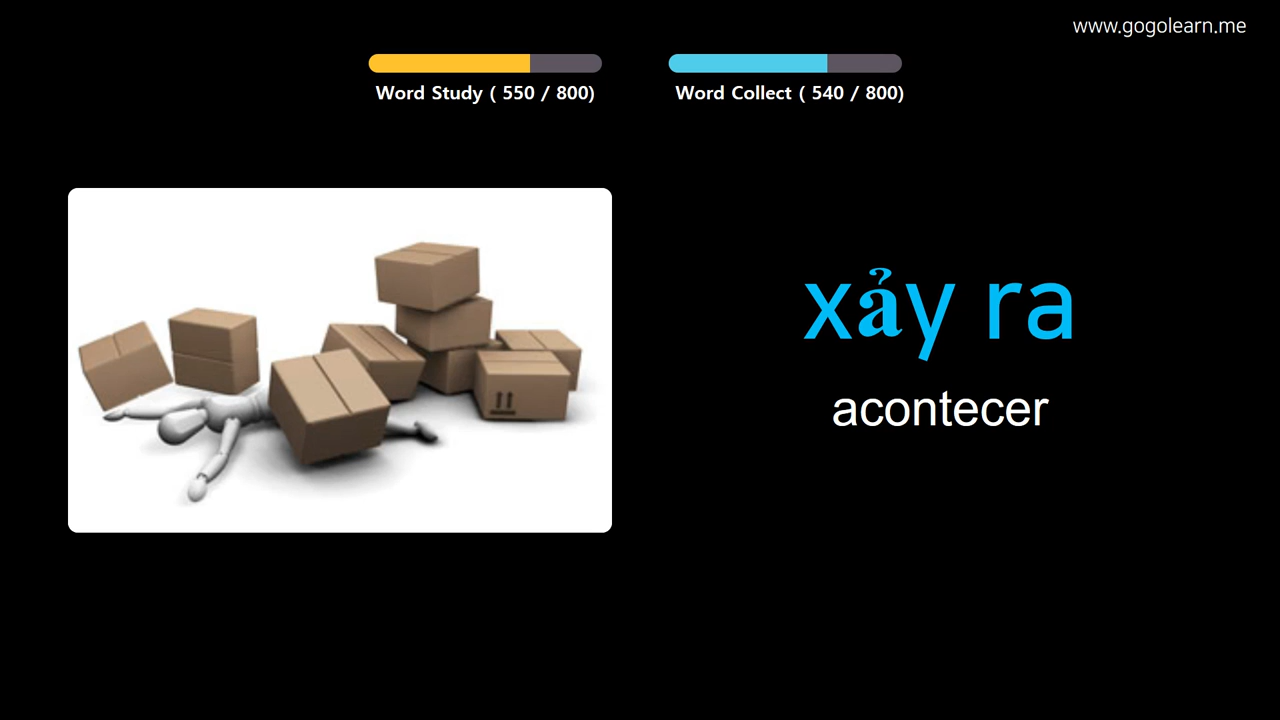 www.gogolearn.me
Word Study ( 550 / 800)
Word Collect ( 540 / 800)
xảy ra
acontecer